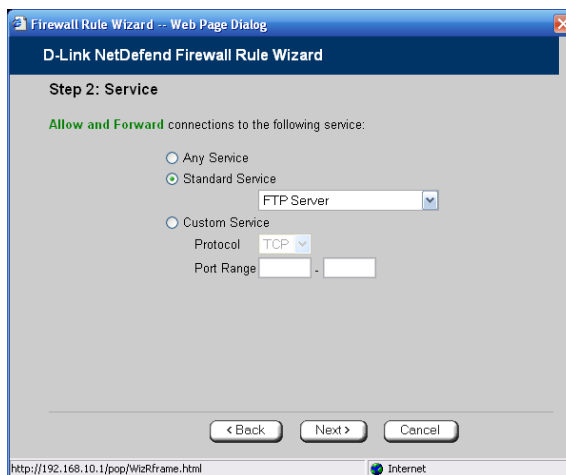 Firewall Rule Wizard -- Web Page Dialog
D-Link NetDefend Firewall Rule Wizard
Step 2: Service
Allow and Forward connections to the following service:
Any Service
Standard Service
FTP Server
Custom Service
Protocol TCP
Port Range -
< Back Next > Cancel
http://192.168.10.1/pop/WizRframe.html Internet